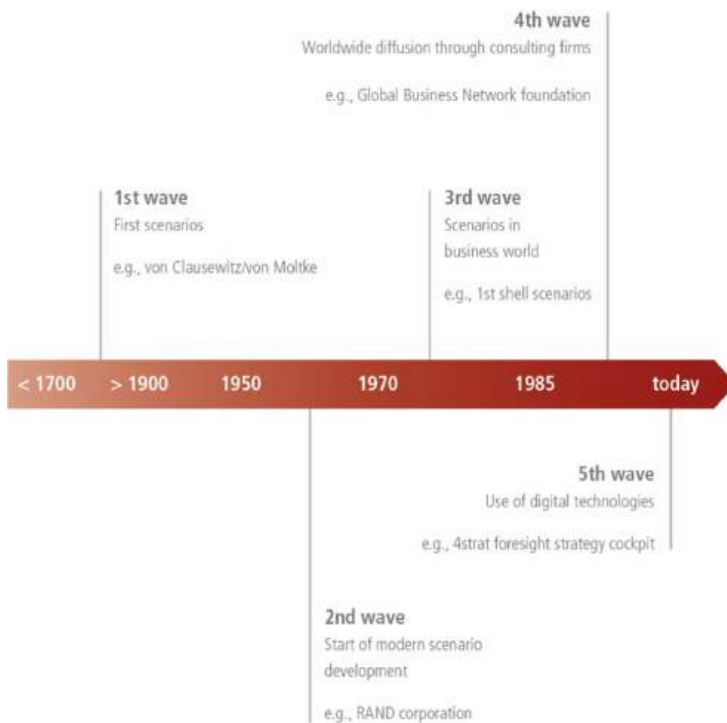 4th wave
Worldwide diffusion through consulting firms
e.g., Global Business Network foundation
1st wave
First scenarios
e.g., von Clausewitz/von Moltke
3rd wave
Scenarios in
business world
e.g., 1st shell scenarios
< 1700 > 1900 1950 1970 1985 today
5th wave
Use of digital technologies
e.g., 4strat foresight strategy cockpit
2nd wave
Start of modern scenario
development
e.g., RAND corporation